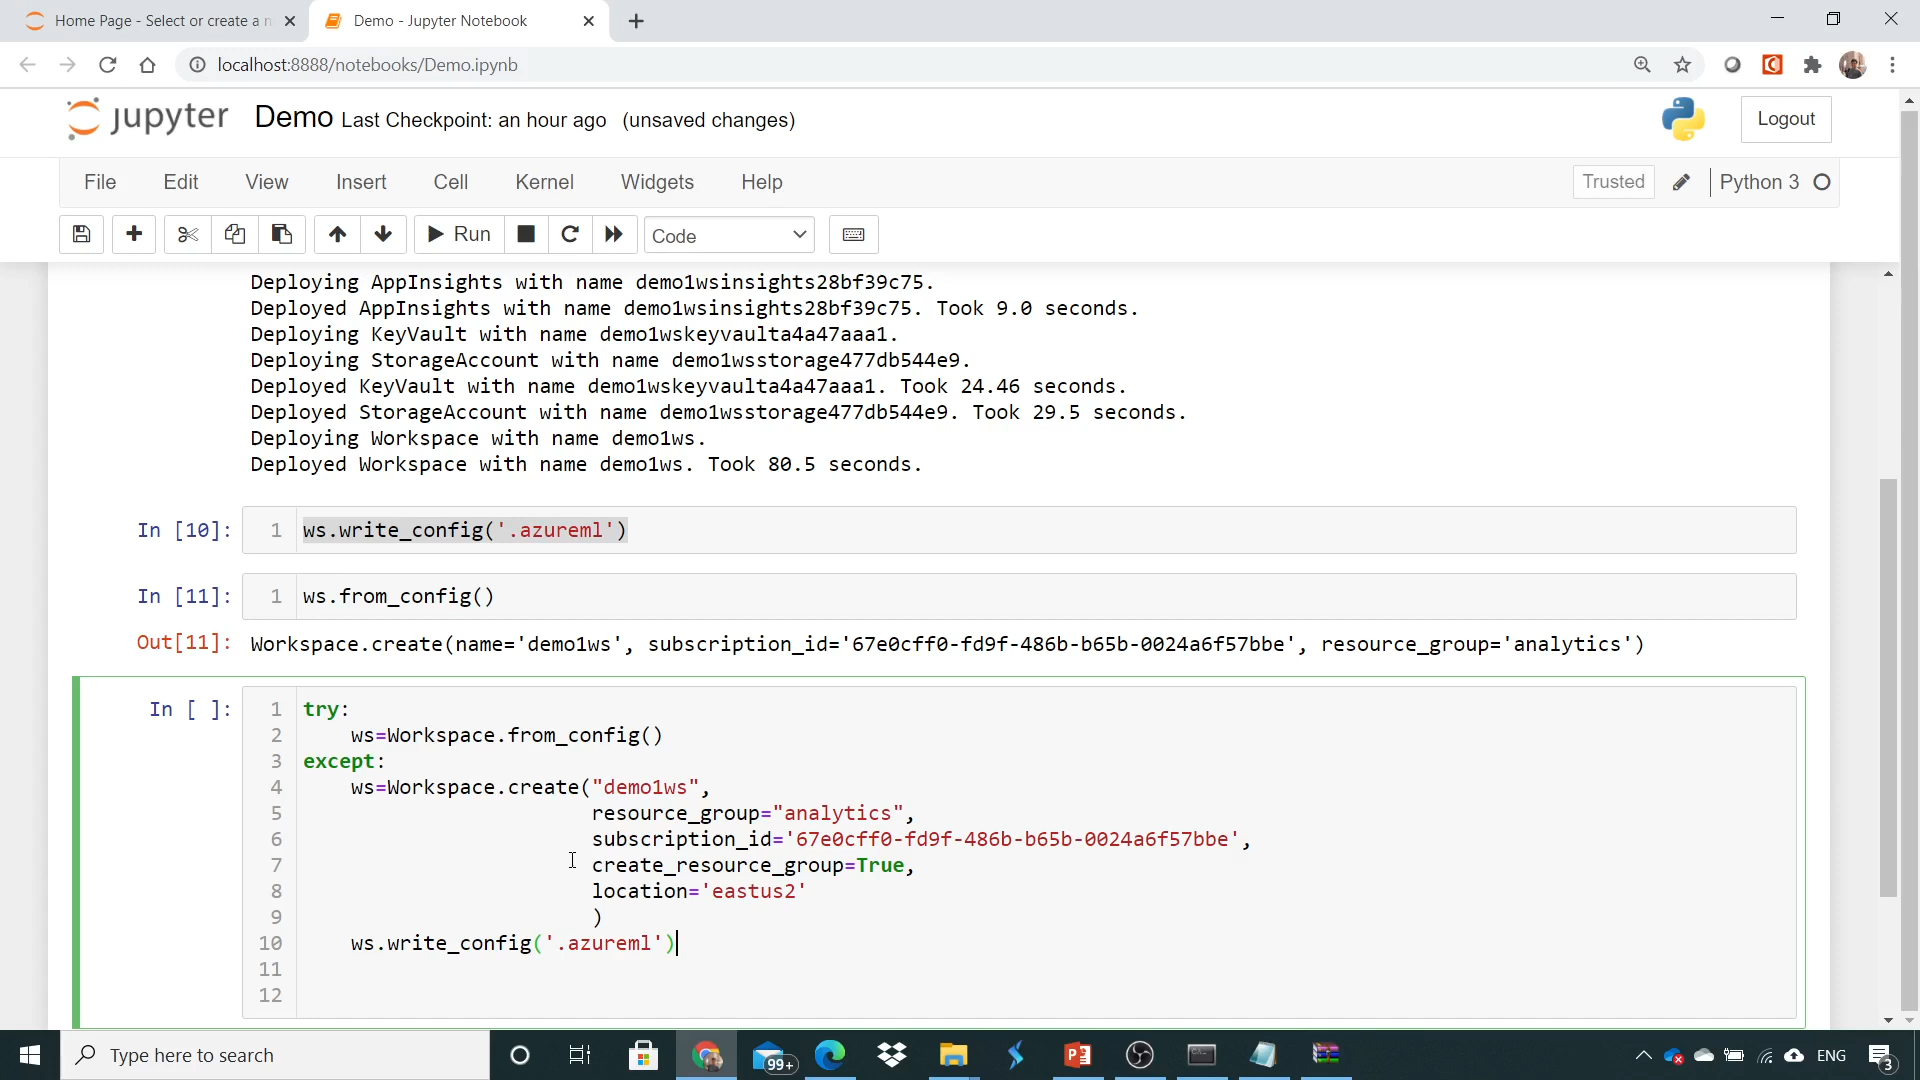 Home Page - Select or create a n
Demo - Jupyter Notebook
localhost:8888/notebooks/Demo.ipynb
jupyter Demo Last Checkpoint: an hour ago (unsaved changes)
Logout
File Edit View Insert Cell Kernel Widgets Help
Trusted
Python 3
Run
Code
Deploying AppInsights with name demo1wsinsights28bf39c75.
Deployed AppInsights with name demo1wsinsights28bf39c75. Took 9.0 seconds.
Deploying KeyVault with name demo1wskeyvaulta4a47aaa1.
Deploying StorageAccount with name demo1wsstorage477db544e9.
Deployed KeyVault with name demo1wskeyvaulta4a47aaa1. Took 24.46 seconds.
Deployed StorageAccount with name demo1wsstorage477db544e9. Took 29.5 seconds.
Deploying Workspace with name demo1ws.
Deployed Workspace with name demo1ws. Took 80.5 seconds.
In [10]: 1 ws.write_config('.azureml')
In [11]: 1 ws.from_config()
Out[11]: Workspace.create(name='demo1ws', subscription_id='67e0cff0-fd9f-486b-b65b-0024a6f57bbe', resource_group='analytics')
In [ ]: 1 try:
2 ws=Workspace.from_config()
3 except:
4 ws=Workspace.create("demo1ws",
5 resource_group="analytics",
6 subscription_id='67e0cff0-fd9f-486b-b65b-0024a6f57bbe',
7 create_resource_group=True,
8 location='eastus2'
9 )
10 ws.write_config('.azureml')
11
12
Type here to search
99+
ENG
3